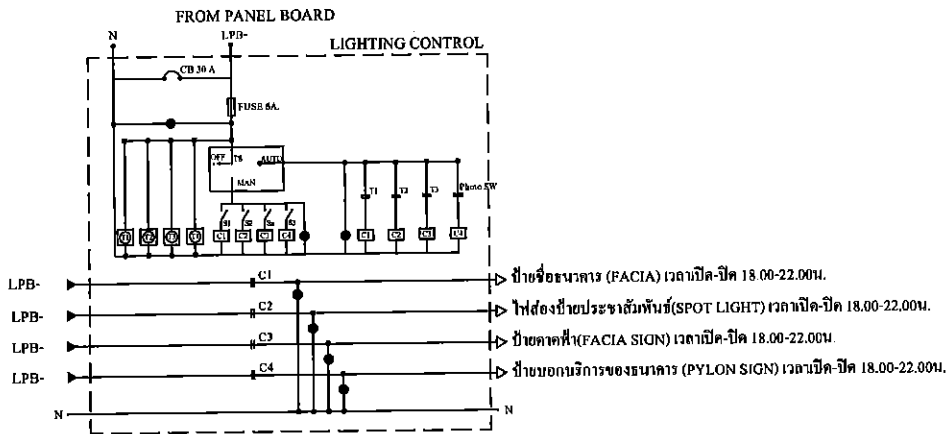 FROM PANEL BOARD
N
LPB-
LIGHTING CONTROL
CB 30 A
FUSE 6A.
OFF
TS
AUTO
MAN
T1
T2
T3
Photo SW
S1
S2
C1
C2
C3
C4
C1
C2
LPB-
C1
ป้ายชื่อธนาคาร (FACIA) เวลาเปิด-ปิด 18.00-22.00น.
LPB-
C2
ไฟส่องป้ายประชาสัมพันธ์(SPOT LIGHT) เวลาเปิด-ปิด 18.00-22.00น.
LPB-
C3
ป้ายดาดฟ้า(FACIA SIGN) เวลาเปิด-ปิด 18.00-22.00น.
LPB-
C4
ป้ายบอกบริการของธนาคาร (PYLON SIGN) เวลาเปิด-ปิด 18.00-22.00น.
N
N